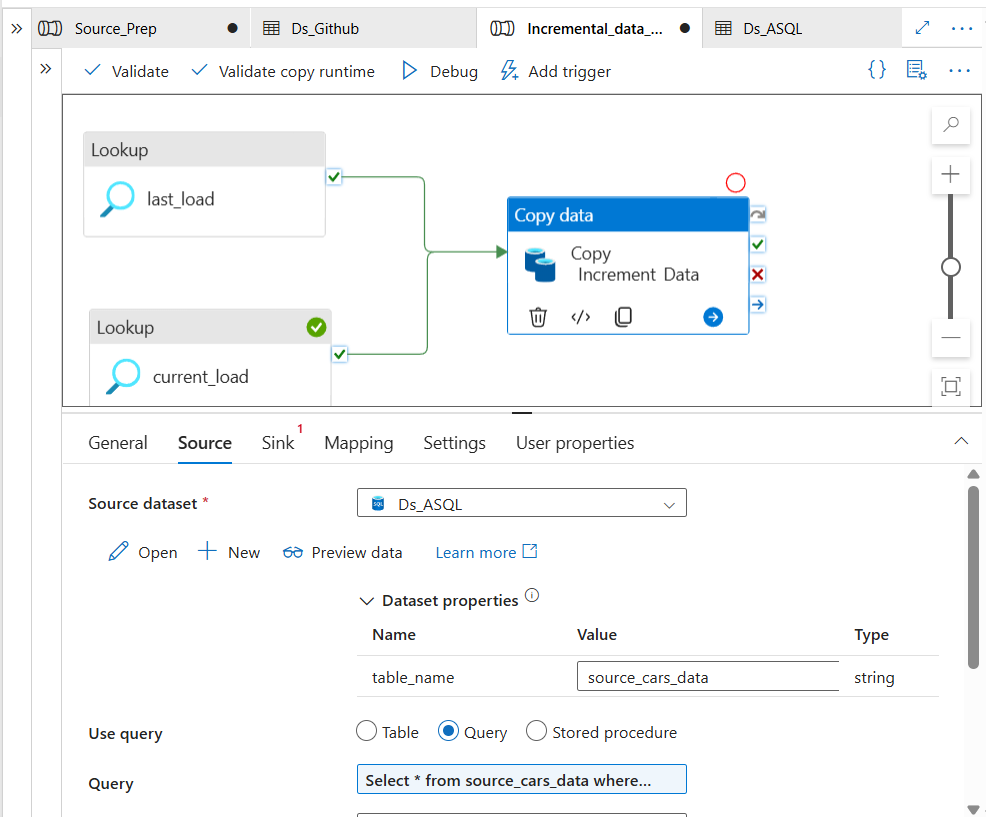 Source_Prep
Ds_Github
Incremental_data_...
Ds_ASQL
Validate
Validate copy runtime
Debug
Add trigger
Lookup
last_load
Copy data
Copy
Increment Data
Lookup
current_load
General
Source
Sink 1
Mapping
Settings
User properties
Source dataset *
SQL
Ds_ASQL
Open
New
Preview data
Learn more
Dataset properties
Name Value Type
table_name source_cars_data string
Use query
Table
Query
Stored procedure
Query
Select * from source_cars_data where...